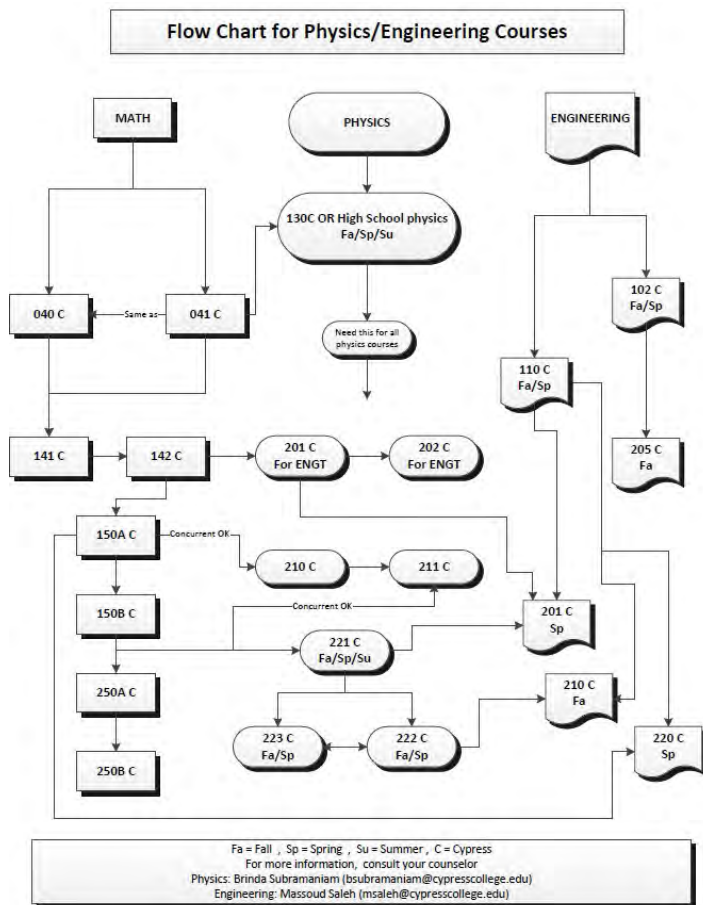 Flow Chart for Physics/Engineering Courses
MATH
PHYSICS
ENGINEERING
130C OR High School physics
Fa/Sp/Su
040 C
Same as
041 C
102 C
Fa/Sp
Need this for all
physics courses
110 C
Fa/Sp
141 C
142 C
201 C
For ENGT
202 C
For ENGT
205 C
Fa
150A C
Concurrent OK
210 C
211 C
150B C
Concurrent OK
201 C
Sp
221 C
Fa/Sp/Su
250A C
210 C
Fa
223 C
Fa/Sp
222 C
Fa/Sp
220 C
Sp
250B C
Fa = Fall , Sp = Spring , Su = Summer , C = Cypress
For more information, consult your counselor
Physics: Brinda Subramaniam (bsubramaniam@cypresscollege.edu)
Engineering: Massoud Saleh (msaleh@cypresscollege.edu)